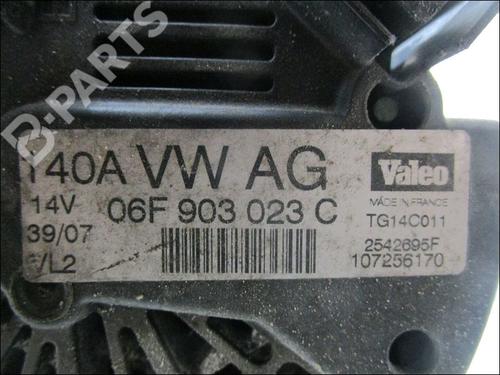 B-PARTS
140A VW AG
14V 06F 903 023 C
39/07
/L2
Valeo
MADE IN FRANCE
TG14C011
2542695F
107256170